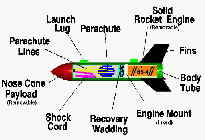 Solid
Rocket Engine
(Removable)
Launch
Lug
Parachute
Parachute
Lines
Fins
Nose Cone
Payload
(Removable)
Body
Tube
Shock
Cord
Recovery
Wadding
Engine Mount